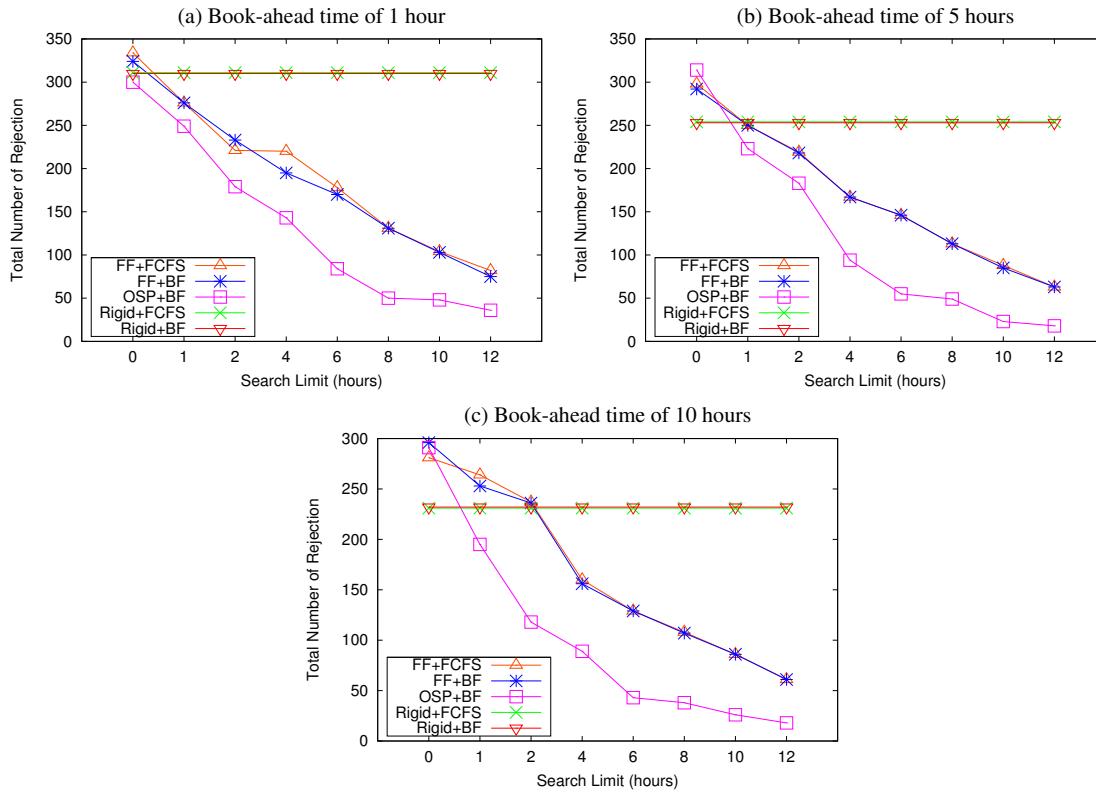 (a) Book-ahead time of 1 hour
350
300
250
200
150
100
50
0
Total Number of Rejection
FF+FCFS
FF+BF
OSP+BF
Rigid+FCFS
Rigid+BF
0 1 2 4 6 8 10 12
Search Limit (hours)
(b) Book-ahead time of 5 hours
350
300
250
200
150
100
50
0
Total Number of Rejection
FF+FCFS
FF+BF
OSP+BF
Rigid+FCFS
Rigid+BF
0 1 2 4 6 8 10 12
Search Limit (hours)
(c) Book-ahead time of 10 hours
300
250
200
150
100
50
0
Total Number of Rejection
FF+FCFS
FF+BF
OSP+BF
Rigid+FCFS
Rigid+BF
0 1 2 4 6 8 10 12
Search Limit (hours)